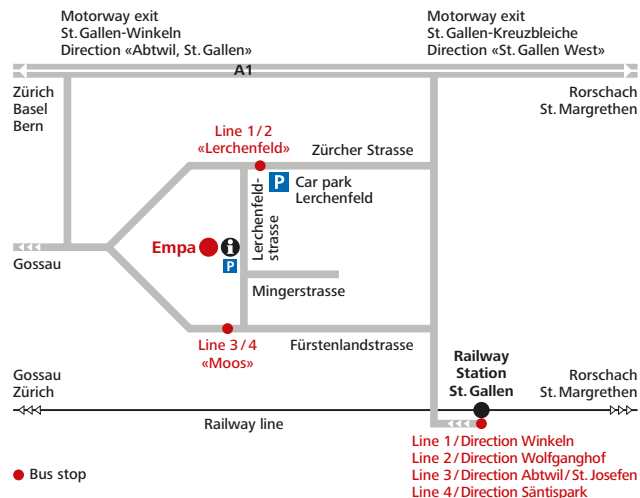 Motorway exit
St. Gallen-Winkeln
Direction «Abtwil, St. Gallen»
Motorway exit
St. Gallen-Kreuzbleiche
Direction «St. Gallen West»
A1
Zürich
Basel
Bern
Rorschach
St. Margrethen
Line 1/2
«Lerchenfeld»
Zürcher Strasse
P
Car park
Lerchenfeld
Lerchenfeld-
strasse
Empa
i
P
Gossau
Mingerstrasse
Line 3/4
«Moos»
Fürstenlandstrasse
Railway
Station
St. Gallen
Gossau
Zürich
Rorschach
St. Margrethen
Railway line
Line 1/Direction Winkeln
Line 2/Direction Wolfganghof
Line 3/Direction Abtwil/St. Josefen
Line 4/Direction Säntispark
Bus stop